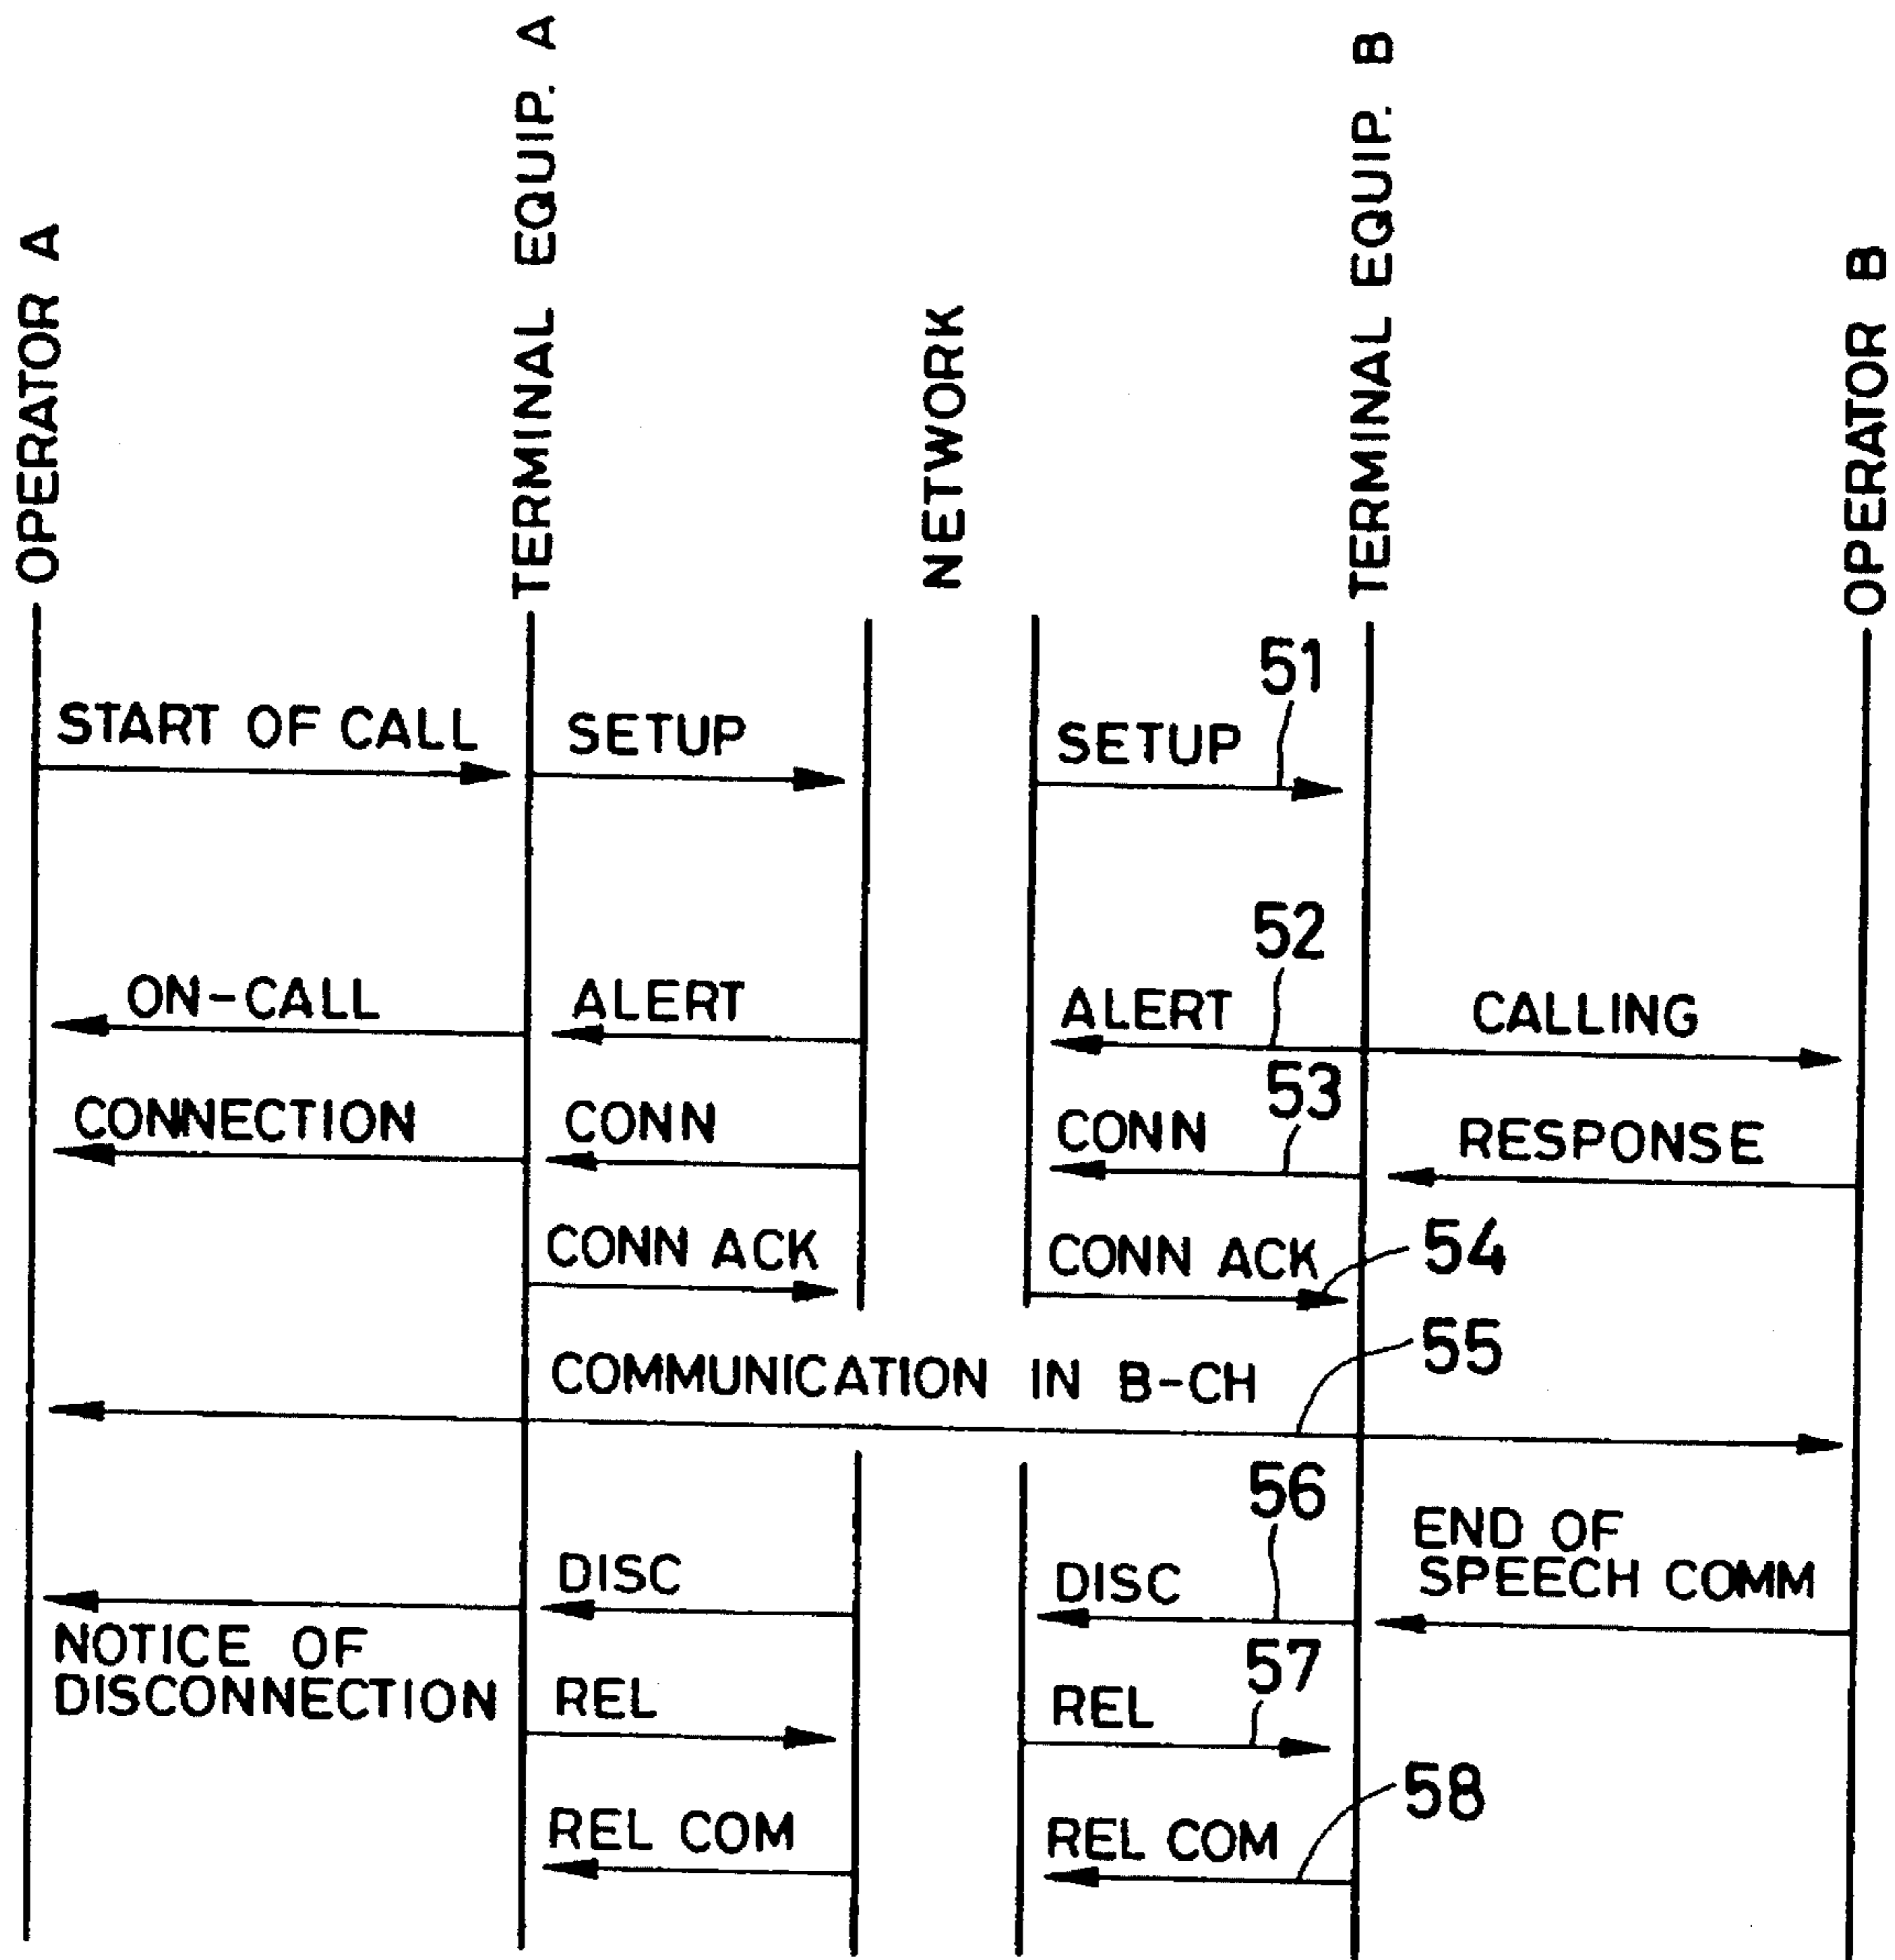 OPERATOR A
TERMINAL EQUIP. A
NETWORK
TERMINAL EQUIP. B
OPERATOR B
51
START OF CALL
SETUP
SETUP
52
ON-CALL
ALERT
ALERT
CALLING
53
CONNECTION
CONN
CONN
RESPONSE
CONN ACK
CONN ACK
54
COMMUNICATION IN B-CH
55
56
END OF
SPEECH COMM
DISC
DISC
NOTICE OF
DISCONNECTION
57
REL
REL
58
REL COM
REL COM